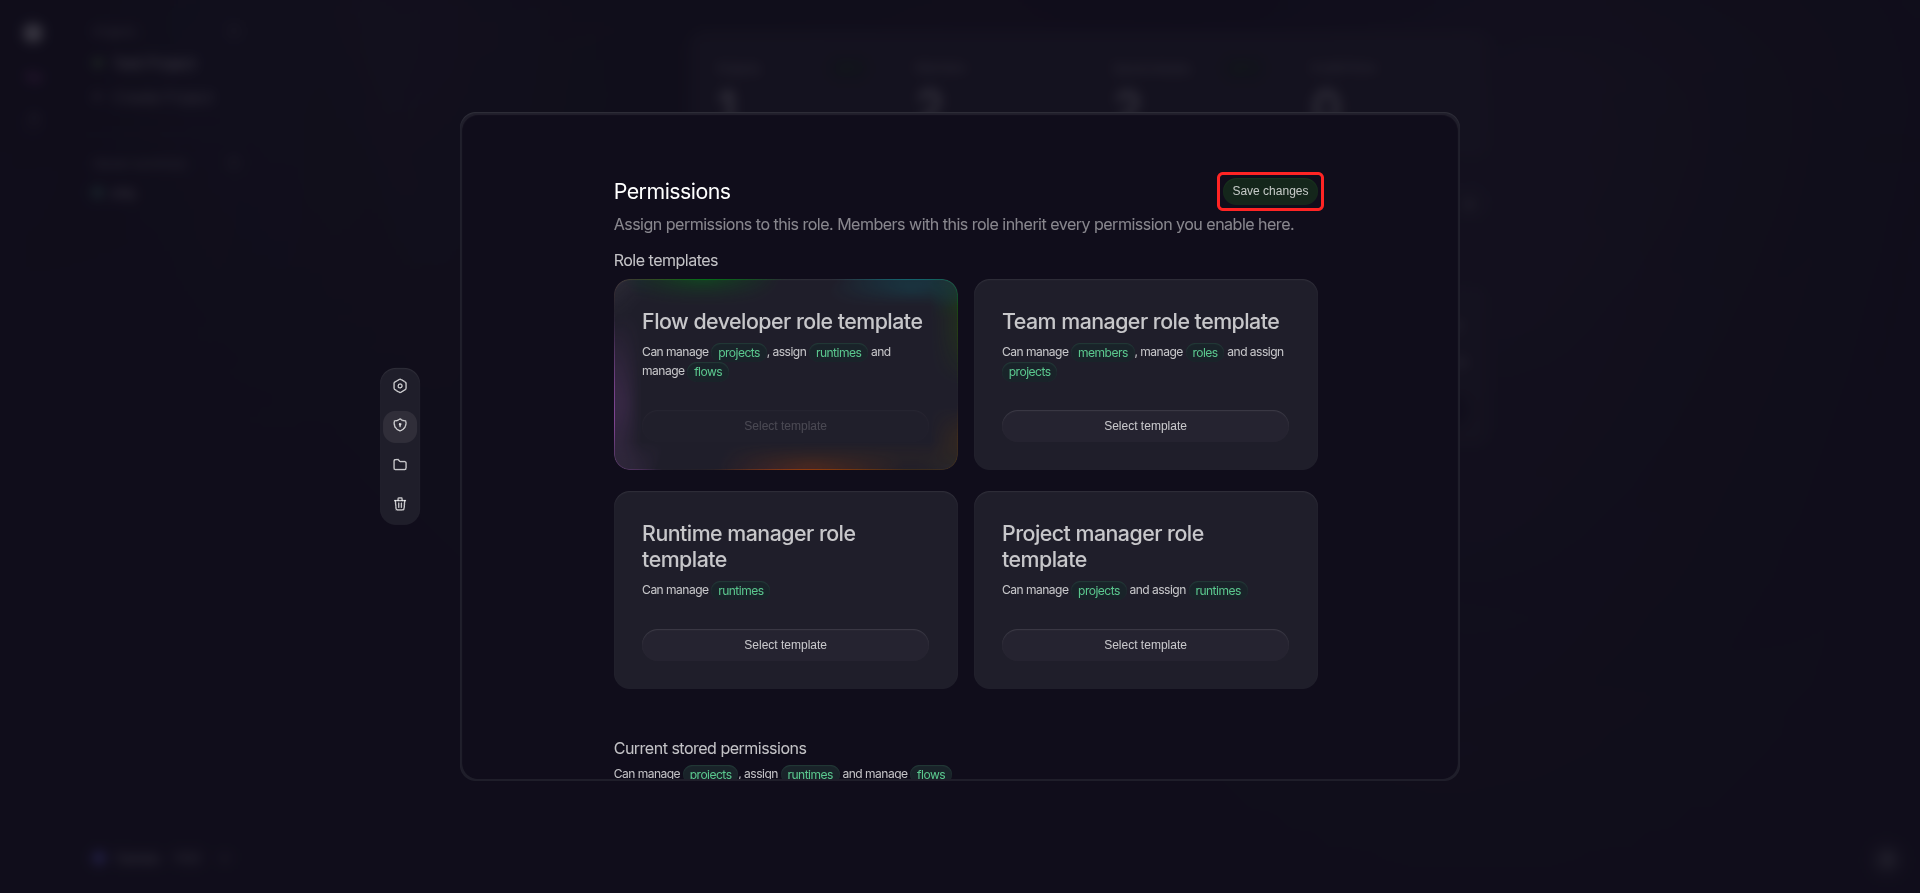 Permissions
Save changes
Assign permissions to this role. Members with this role inherit every permission you enable here.
Role templates
Flow developer role template
Can manage projects, assign runtimes and
manage flows
Select template
Team manager role template
Can manage members, manage roles and assign
projects
Select template
Runtime manager role
template
Can manage runtimes
Select template
Project manager role
template
Can manage projects and assign runtimes
Select template
Current stored permissions
Can manage projects, assign runtimes and manage flows